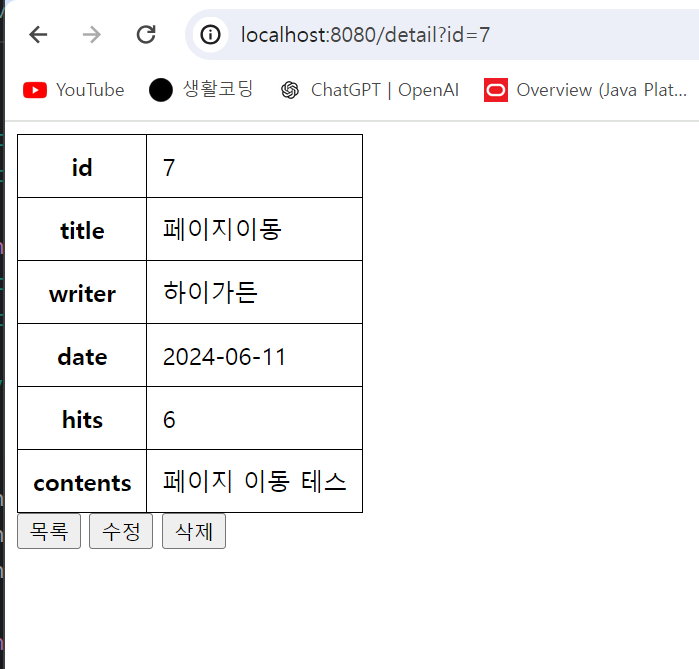 localhost:8080/detail?id=7
YouTube 생활코딩 ChatGPT | OpenAI Overview (Java Plat...
id 7
title 페이지이동
writer 하이가든
date 2024-06-11
hits 6
contents 페이지 이동 테스
목록 수정 삭제